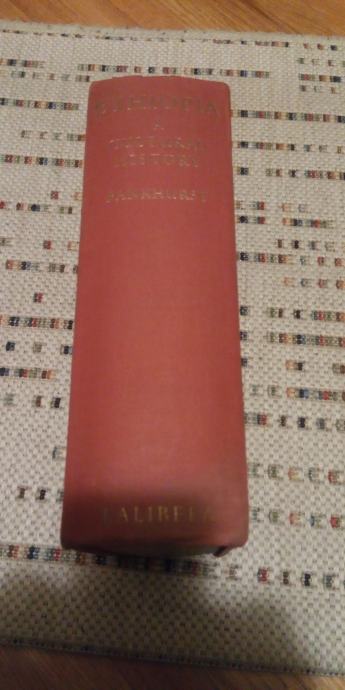 ETHIOPIA
A
CULTURAL
HISTORY
PANKHURST
LALIBELA